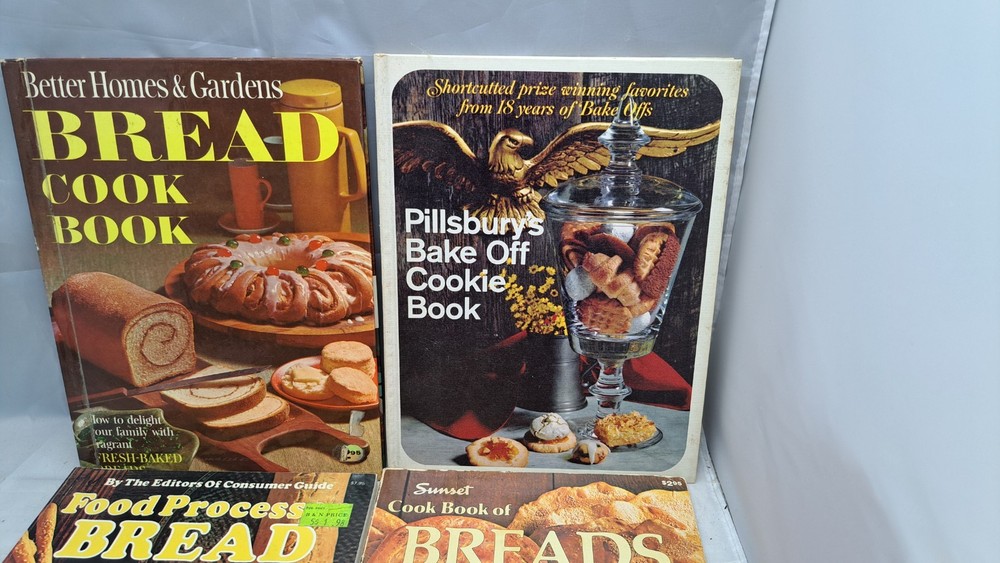 Better Homes & Gardens
BREAD
COOK
BOOK
How to delight
your family with
fragrant
FRESH-BAKED
BREADS
Shortcutted prize winning favorites
from 18 years of Bake Offs
Pillsbury's
Bake Off
Cookie
Book
By The Editors Of Consumer Guide
Food Process
BREAD
B & N PRICE
Sunset
$2.95
Cook Book of
BREADS